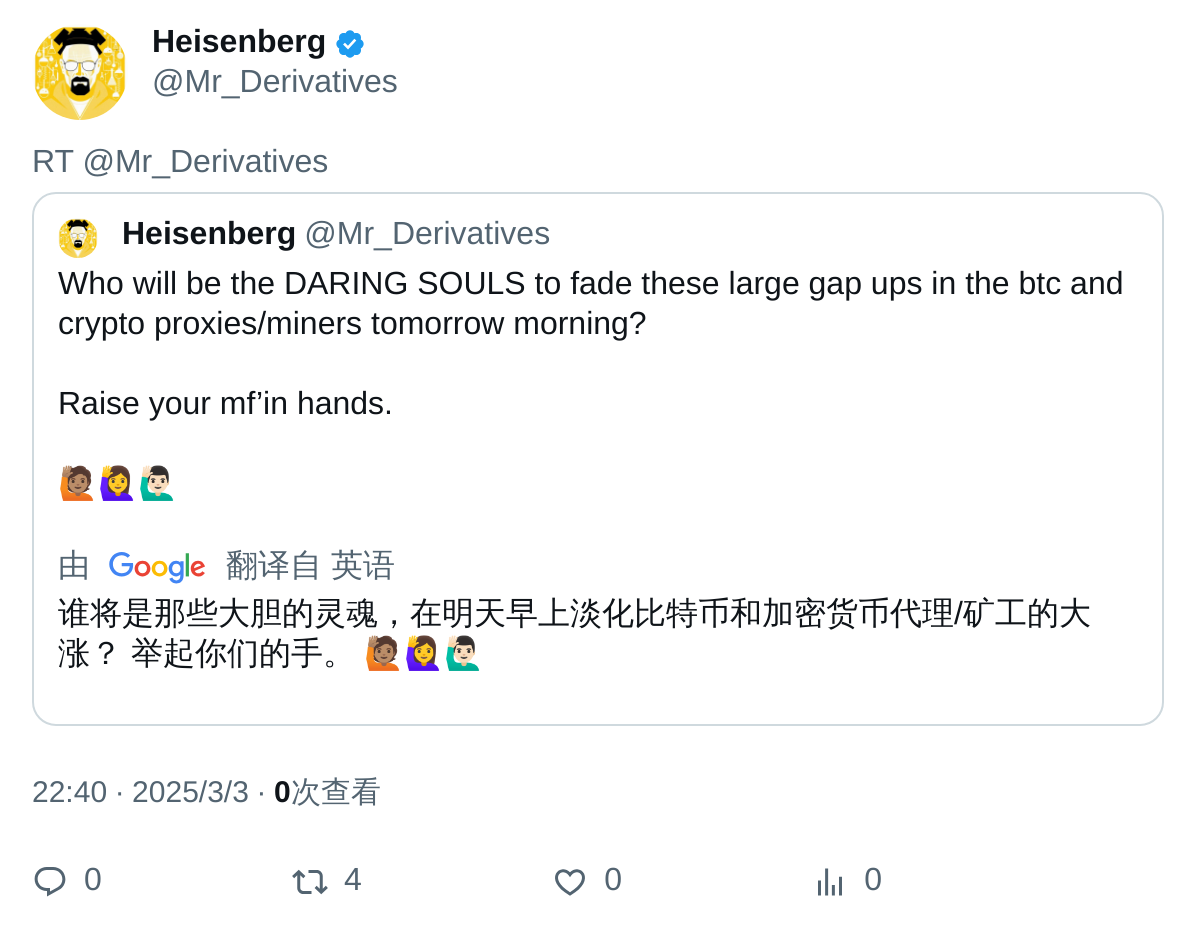 Heisenberg
@Mr_Derivatives
RT @Mr_Derivatives
Heisenberg @Mr_Derivatives
Who will be the DARING SOULS to fade these large gap ups in the btc and
crypto proxies/miners tomorrow morning?
Raise your mf’in hands.
🙋🏽🙋‍♀️🙋🏻‍♂️
由 Google 翻译自 英语
谁将是那些大胆的灵魂，在明天早上淡化比特币和加密货币代理/矿工的大
涨？ 举起你们的手。 🙋🏽🙋‍♀️🙋🏻‍♂️
22:40 · 2025/3/3 · 0次查看
0 4 0 0